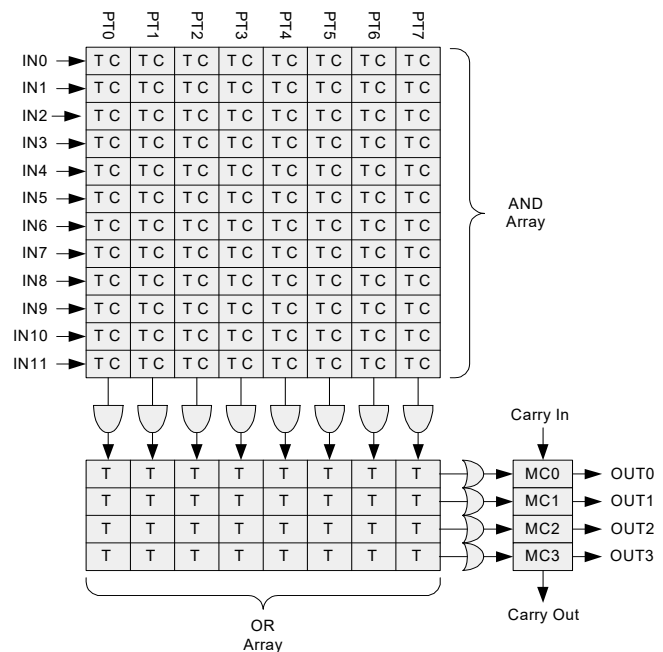 PT0 PT1 PT2 PT3 PT4 PT5 PT6 PT7
IN0 T C T C T C T C T C T C T C T C
IN1 T C T C T C T C T C T C T C T C
IN2 T C T C T C T C T C T C T C T C
IN3 T C T C T C T C T C T C T C T C
IN4 T C T C T C T C T C T C T C T C
IN5 T C T C T C T C T C T C T C T C
IN6 T C T C T C T C T C T C T C T C
IN7 T C T C T C T C T C T C T C T C
IN8 T C T C T C T C T C T C T C T C
IN9 T C T C T C T C T C T C T C T C
IN10 T C T C T C T C T C T C T C T C
IN11 T C T C T C T C T C T C T C T C
AND
Array
Carry In
T T T T T T T T MC0 OUT0
T T T T T T T T MC1 OUT1
T T T T T T T T MC2 OUT2
T T T T T T T T MC3 OUT3
Carry Out
OR
Array